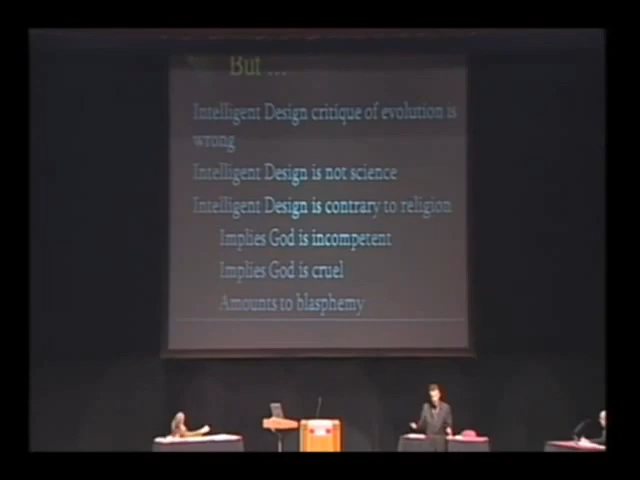 But ...
Intelligent Design critique of evolution is
wrong
Intelligent Design is not science
Intelligent Design is contrary to religion
Implies God is incompetent
Implies God is cruel
Amounts to blasphemy